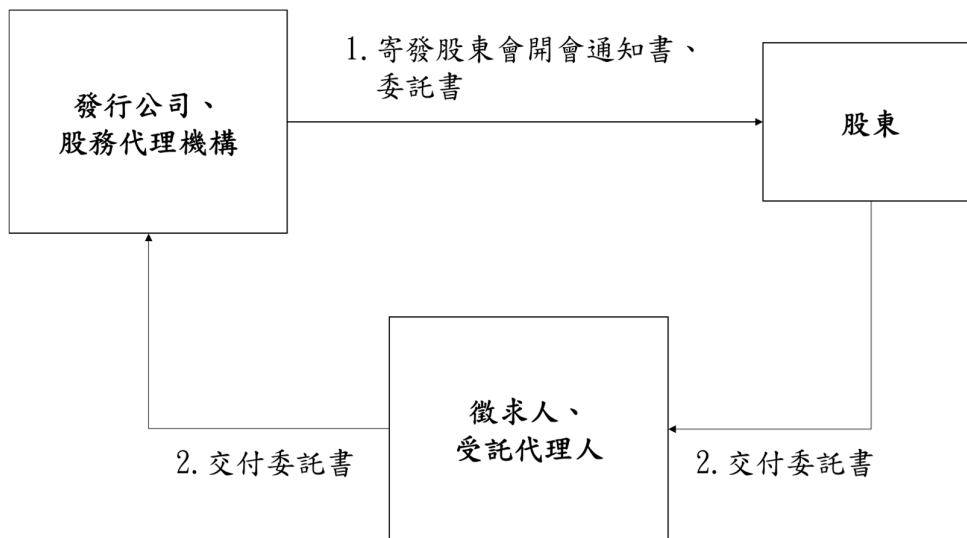 1.寄發股東會開會通知書、
委託書
發行公司、
股務代理機構
股東
徵求人、
受託代理人
2.交付委託書
2.交付委託書